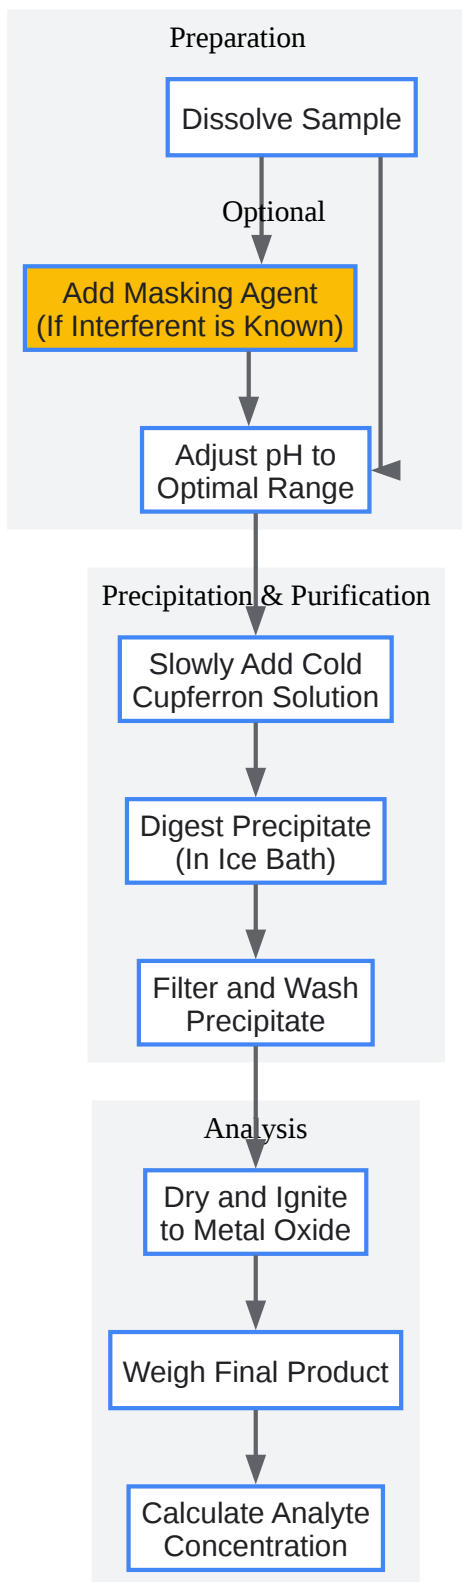 Preparation
Dissolve Sample
Optional
Add Masking Agent
(If Interferent is Known)
Adjust pH to
Optimal Range
Precipitation & Purification
Slowly Add Cold
Cupferron Solution
Digest Precipitate
(In Ice Bath)
Filter and Wash
Precipitate
Analysis
Dry and Ignite
to Metal Oxide
Weigh Final Product
Calculate Analyte
Concentration